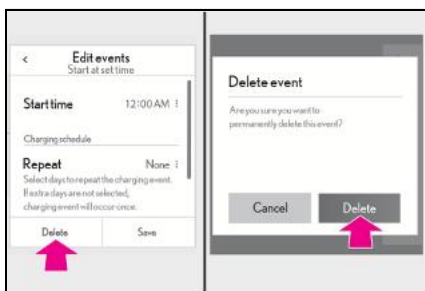 < Edit events
Start at set time
Start time 12:00 AM
Charging schedule
Repeat None
Select days to repeat the charging event.
If extra days are not selected,
charging event will occur once.
Delete Save
Delete event
Are you sure you want to
permanently delete this event?
Cancel Delete